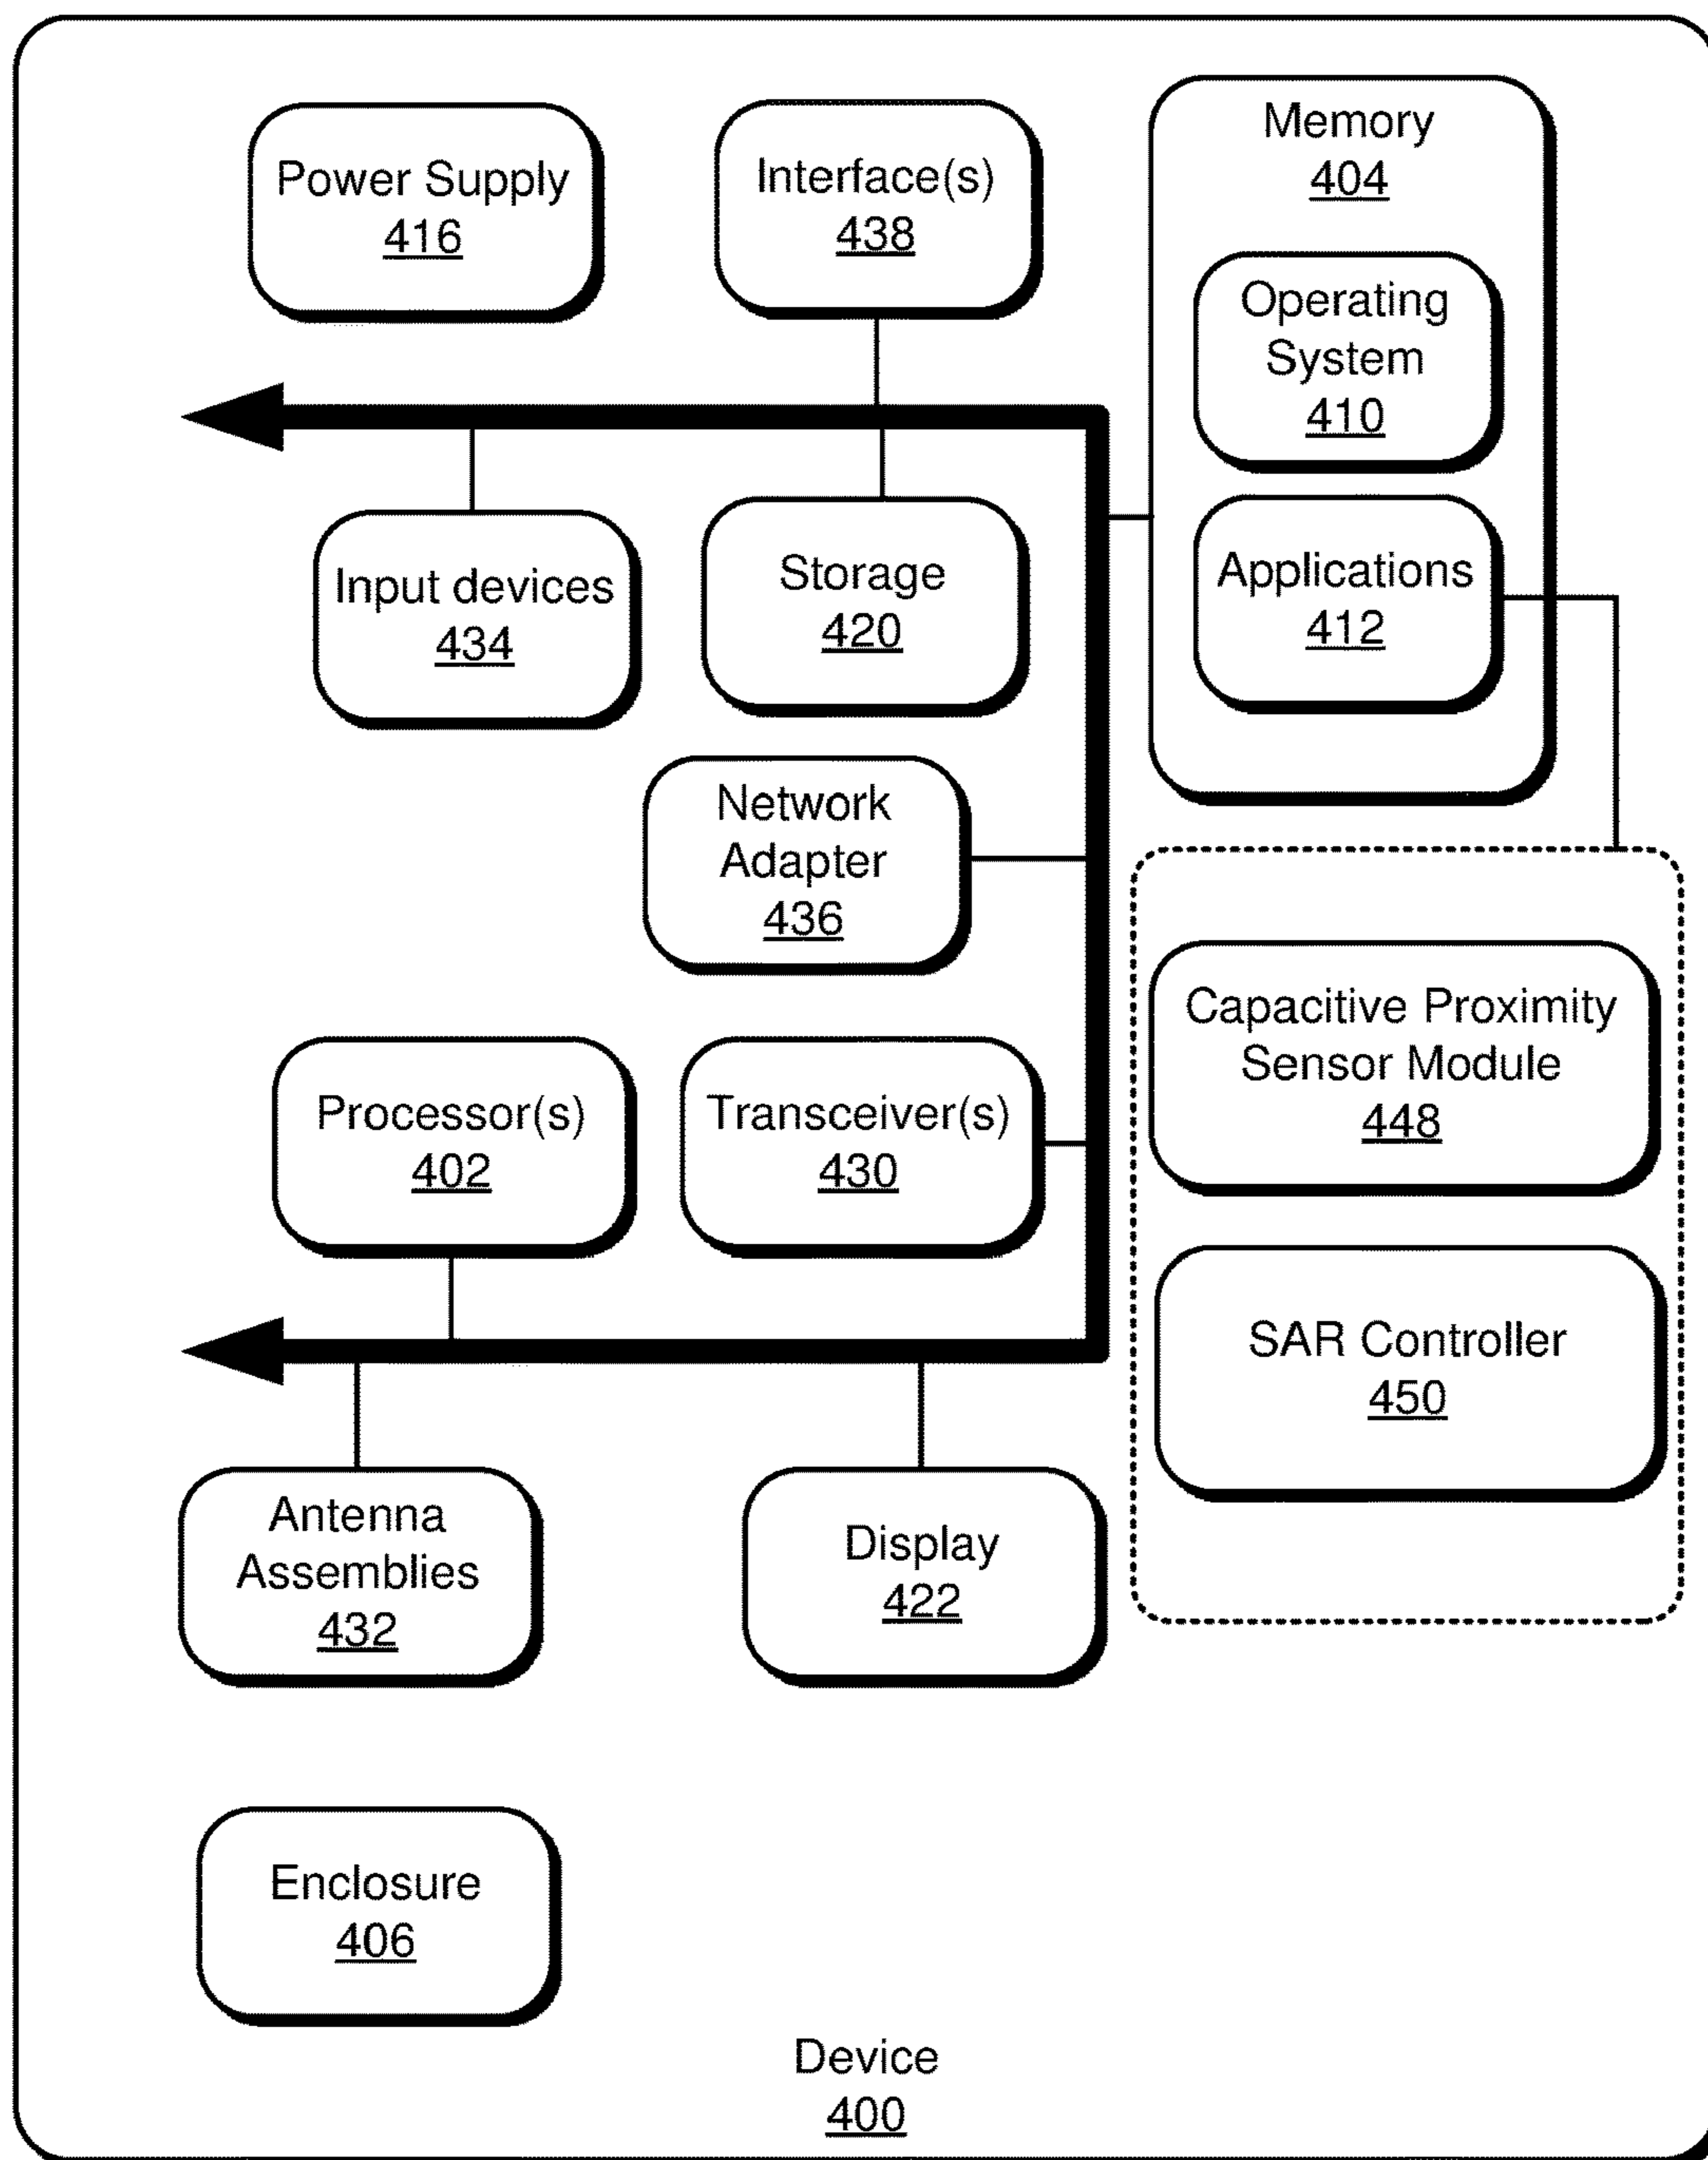 Power Supply
416
Interface(s)
438
Memory
404
Operating
System
410
Applications
412
Input devices
434
Storage
420
Network
Adapter
436
Capacitive Proximity
Sensor Module
448
Processor(s)
402
Transceiver(s)
430
SAR Controller
450
Antenna
Assemblies
432
Display
422
Enclosure
406
Device
400